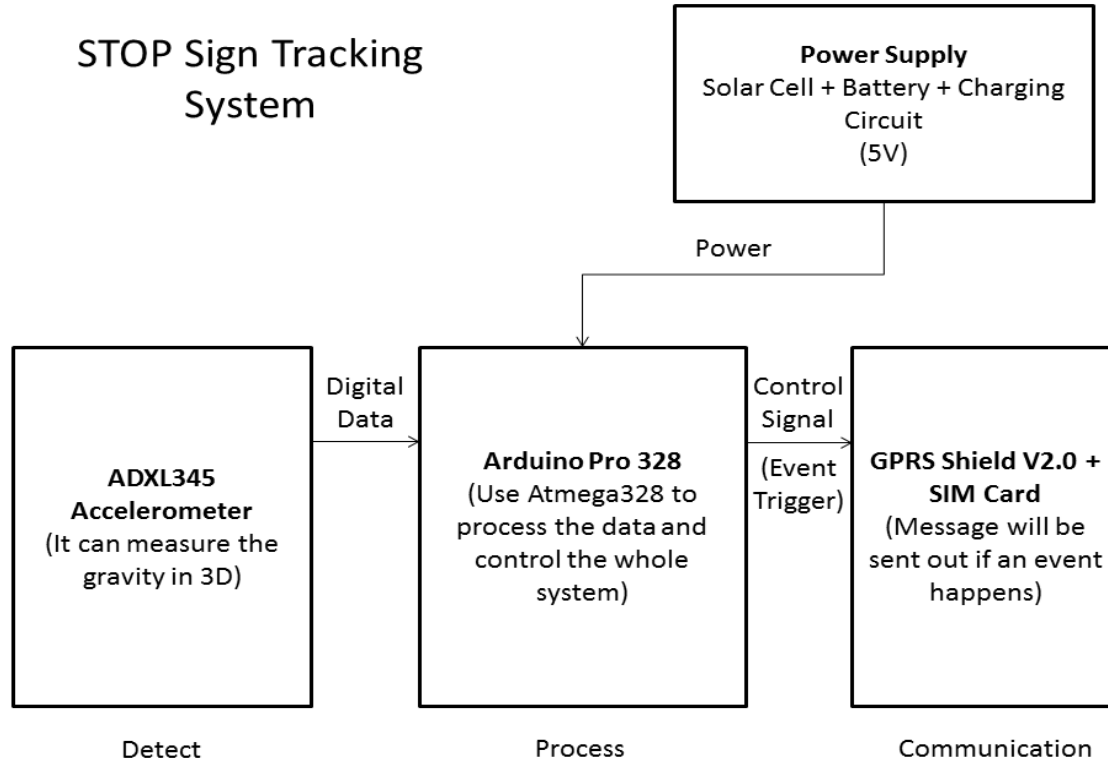 STOP Sign Tracking
System
Power Supply
Solar Cell + Battery + Charging
Circuit
(5V)
Power
ADXL345
Accelerometer
(It can measure the
gravity in 3D)
Digital
Data
Arduino Pro 328
(Use Atmega328 to
process the data and
control the whole
system)
Control
Signal
(Event
Trigger)
GPRS Shield V2.0 +
SIM Card
(Message will be
sent out if an event
happens)
Detect
Process
Communication